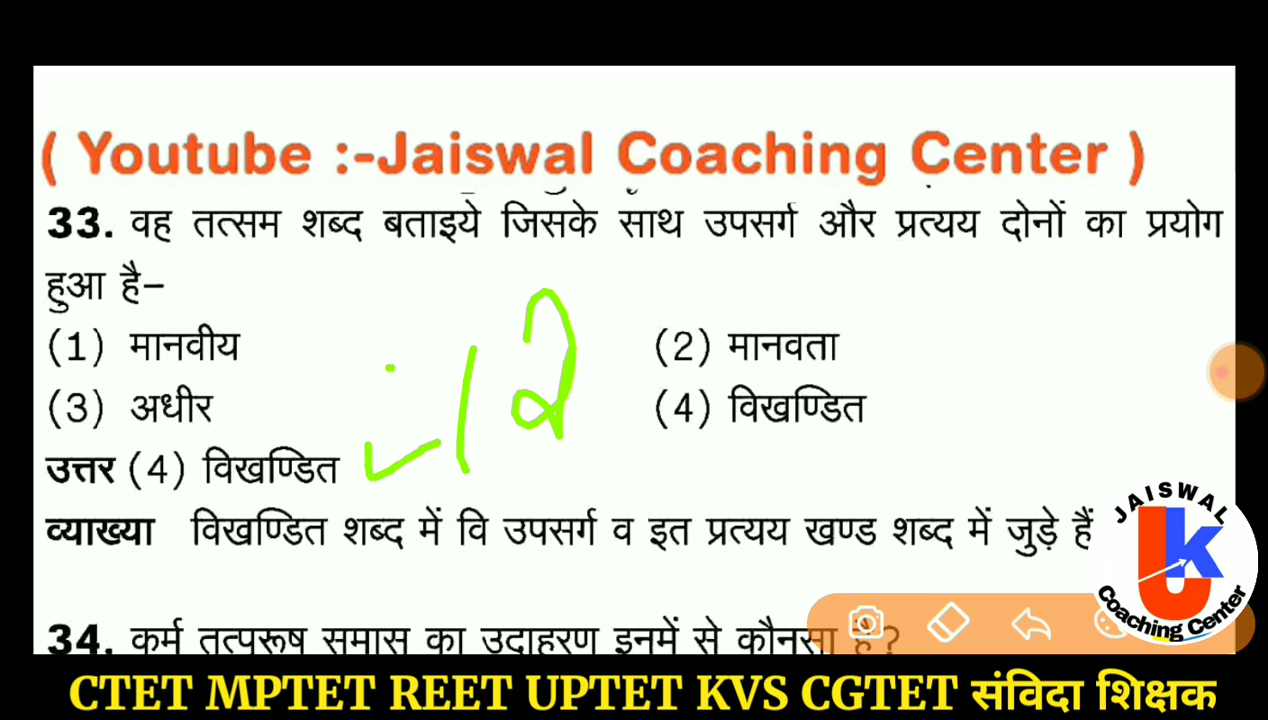 ( Youtube :-Jaiswal Coaching Center )
33. वह तत्सम शब्द बताइये जिसके साथ उपसर्ग और प्रत्यय दोनों का प्रयोग
हुआ है–
(1) मानवीय (2) मानवता
(3) अधीर (4) विखण्डित
उत्तर (4) विखण्डित
व्याख्या विखण्डित शब्द में वि उपसर्ग व इत प्रत्यय खण्ड शब्द में जुड़े हैं
34. कर्म तत्परूष समास का उदाहरण इनमें से कौनसा है?
JAISWAL
JK
Coaching Center
CTET MPTET REET UPTET KVS CGTET संविदा शिक्षक